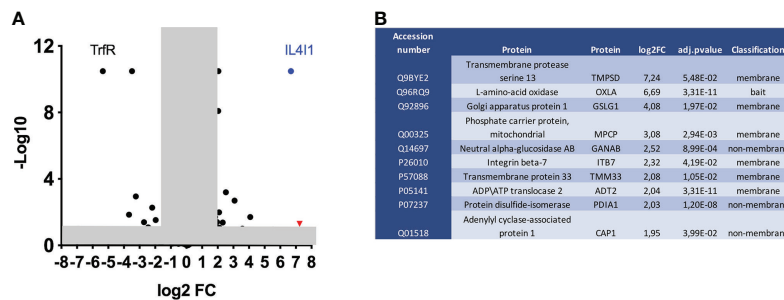 A
TrfR
IL4I1
12
8
4
0
-Log10
-8 -7 -6 -5 -4 -3 -2 -1 0 1 2 3 4 5 6 7 8
log2 FC
B
Accession number Protein Protein log2FC adj.pvalue Classification
Q9BYE2 Transmembrane protease serine 13 TMPSD 7,24 5,48E-02 membrane
Q96RQ9 L-amino-acid oxidase OXLA 6,69 3,31E-11 bait
Q92896 Golgi apparatus protein 1 GSLG1 4,08 1,97E-02 membrane
Q00325 Phosphate carrier protein, mitochondrial MPCP 3,08 2,94E-03 membrane
Q14697 Neutral alpha-glucosidase AB GANAB 2,52 8,99E-04 non-membran
P26010 Integrin beta-7 ITB7 2,32 4,19E-02 membrane
P57088 Transmembrane protein 33 TMM33 2,08 1,05E-02 membrane
P05141 ADP\ATP translocase 2 ADT2 2,04 3,31E-11 membrane
P07237 Protein disulfide-isomerase PDIA1 2,03 1,20E-08 non-membran
Q01518 Adenylyl cyclase-associated protein 1 CAP1 1,95 3,99E-02 non-membran